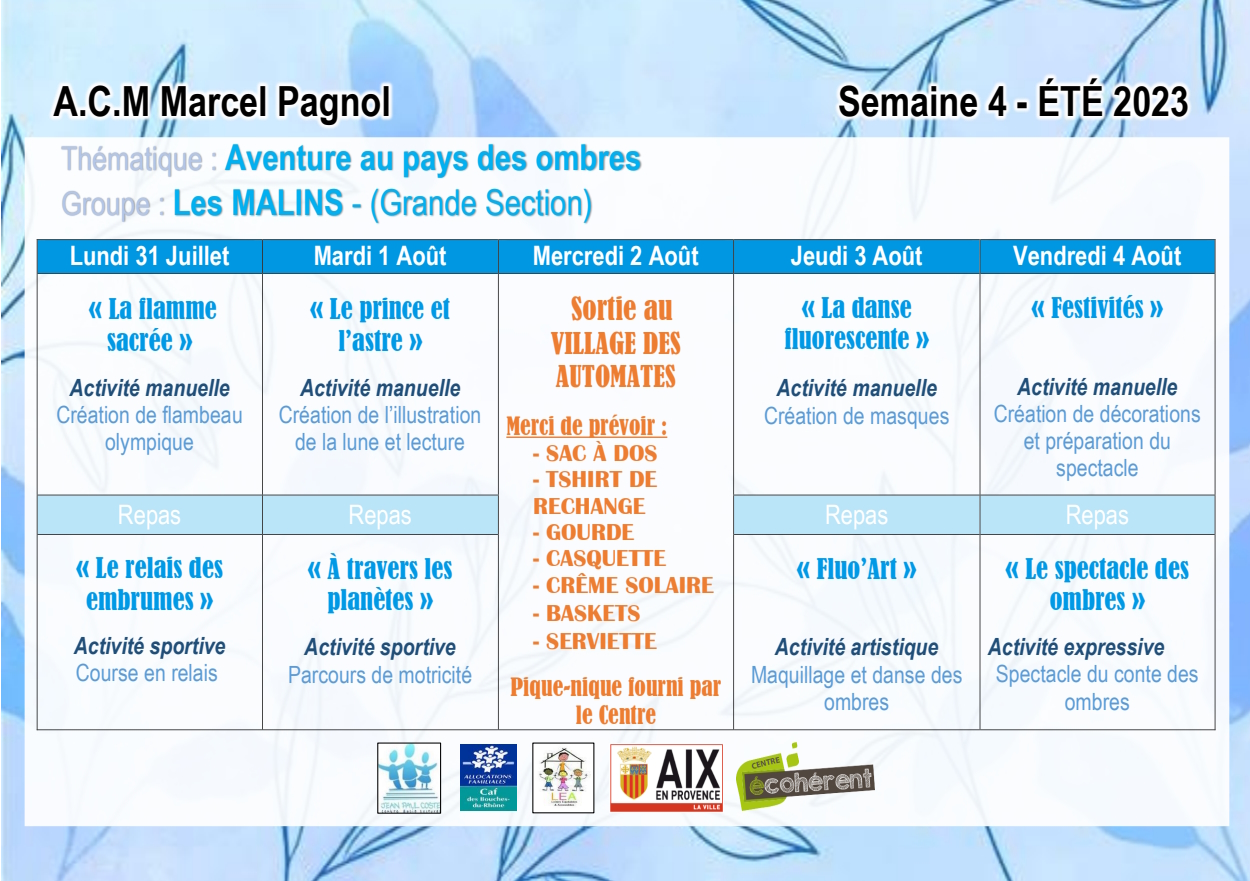 A.C.M Marcel Pagnol
Semaine 4 - ÉTÉ 2023
Thématique : Aventure au pays des ombres
Groupe : Les MALINS - (Grande Section)
Lundi 31 Juillet
Mardi 1 Août
Mercredi 2 Août
Jeudi 3 Août
Vendredi 4 Août
« La flamme
sacrée »
Activité manuelle
Création de flambeau
olympique
« Le prince et
l'astre »
Activité manuelle
Création de l'illustration
de la lune et lecture
Sortie au
VILLAGE DES
AUTOMATES
Merci de prévoir :
- SAC À DOS
- TSHIRT DE
RECHANGE
- GOURDE
- CASQUETTE
- CRÊME SOLAIRE
- BASKETS
- SERVIETTE
Pique-nique fourni par
le Centre
« La danse
fluorescente »
Activité manuelle
Création de masques
« Festivités »
Activité manuelle
Création de décorations
et préparation du
spectacle
Repas
Repas
Repas
Repas
« Le relais des
embrumes »
Activité sportive
Course en relais
« À travers les
planètes »
Activité sportive
Parcours de motricité
« Fluo'Art »
Activité artistique
Maquillage et danse des
ombres
« Le spectacle des
ombres »
Activité expressive
Spectacle du conte des
ombres
JEAN PAUL COSTE
ALLOCATIONS
FAMILIALES
Caf
des Bouches-
du-Rhône
LEA
AIX
EN PROVENCE
LA VILLE
CENTRE
écohérent